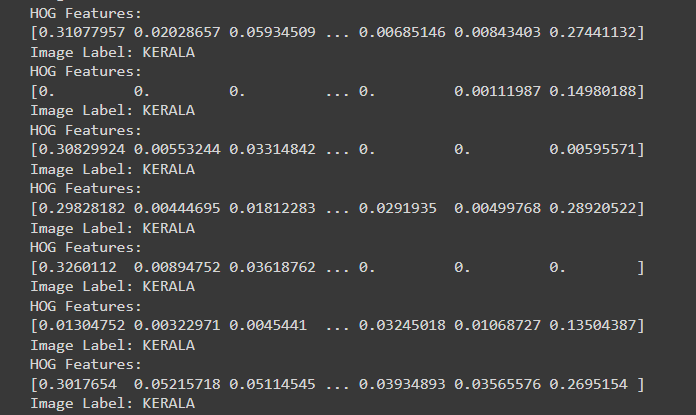 HOG Features:
[0.31077957 0.02028657 0.05934509 ... 0.00685146 0.00843403 0.27441132]
Image Label: KERALA
HOG Features:
[0.         0.         0.         ... 0.         0.00111987 0.14980188]
Image Label: KERALA
HOG Features:
[0.30829924 0.00553244 0.03314842 ... 0.         0.         0.00595571]
Image Label: KERALA
HOG Features:
[0.29828182 0.00444695 0.01812283 ... 0.0291935  0.00499768 0.28920522]
Image Label: KERALA
HOG Features:
[0.3260112  0.00894752 0.03618762 ... 0.         0.         0.        ]
Image Label: KERALA
HOG Features:
[0.01304752 0.00322971 0.0045441  ... 0.03245018 0.01068727 0.13504387]
Image Label: KERALA
HOG Features:
[0.3017654  0.05215718 0.05114545 ... 0.03934893 0.03565576 0.2695154 ]
Image Label: KERALA